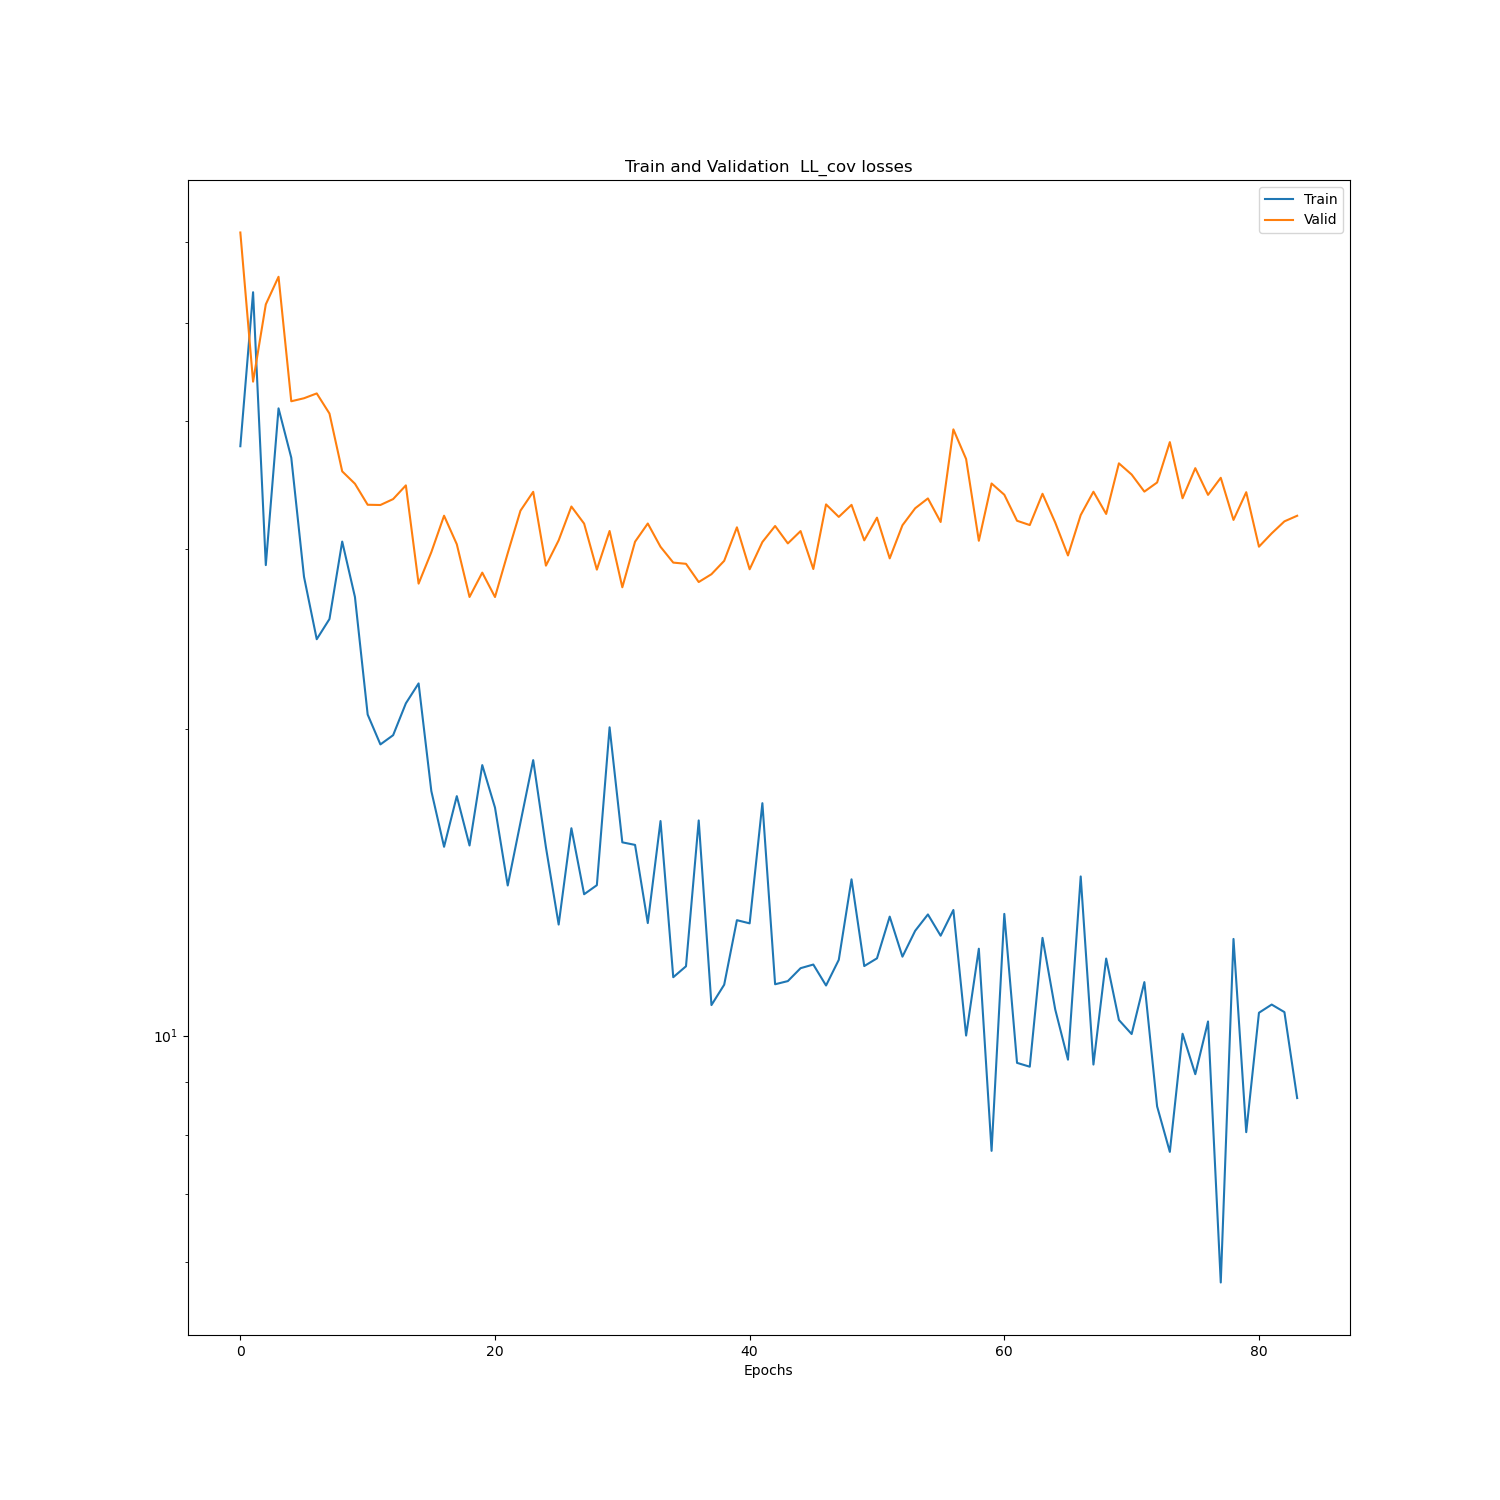 Train and Validation  LL_cov losses
Train
Valid
10¹
0 20 40 60 80
Epochs